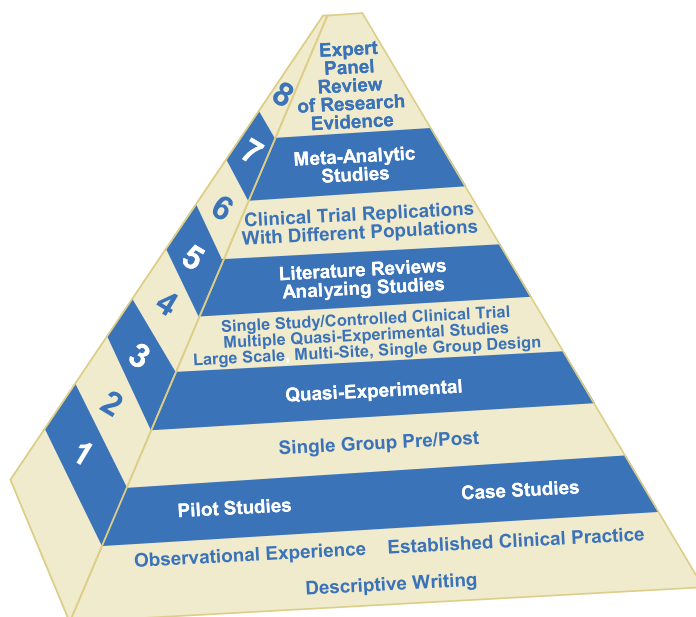 8
Expert
Panel
Review
of Research
Evidence
7
Meta-Analytic
Studies
6
Clinical Trial Replications
With Different Populations
5
Literature Reviews
Analyzing Studies
4
Single Study/Controlled Clinical Trial
Multiple Quasi-Experimental Studies
Large Scale, Multi-Site, Single Group Design
3
Quasi-Experimental
2
Single Group Pre/Post
1
Pilot Studies
Case Studies
Observational Experience
Established Clinical Practice
Descriptive Writing